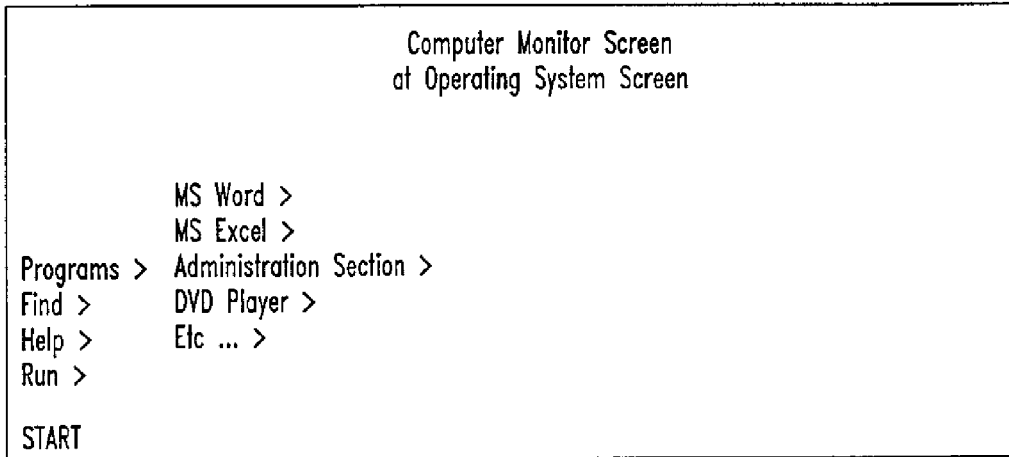 Computer Monitor Screen
at Operating System Screen
MS Word >
MS Excel >
Programs > Administration Section >
Find > DVD Player >
Help > Etc ... >
Run >
START